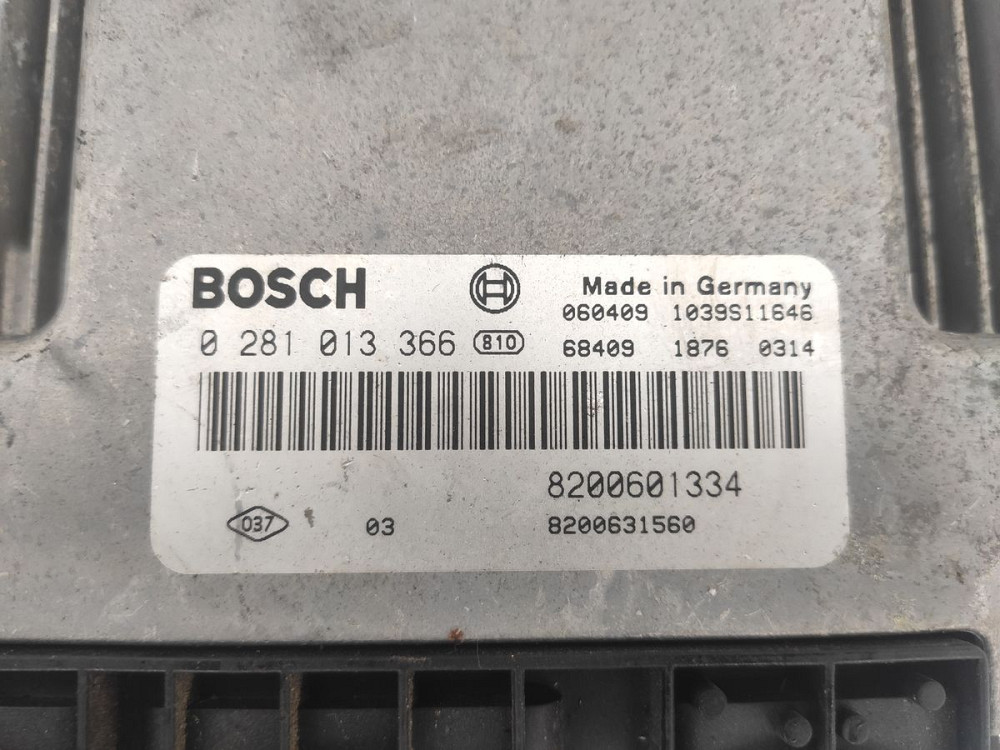 BOSCH
Made in Germany
060409 1039S11646
0 281 013 366 810
68409 1876 0314
8200601334
037 03 8200631560